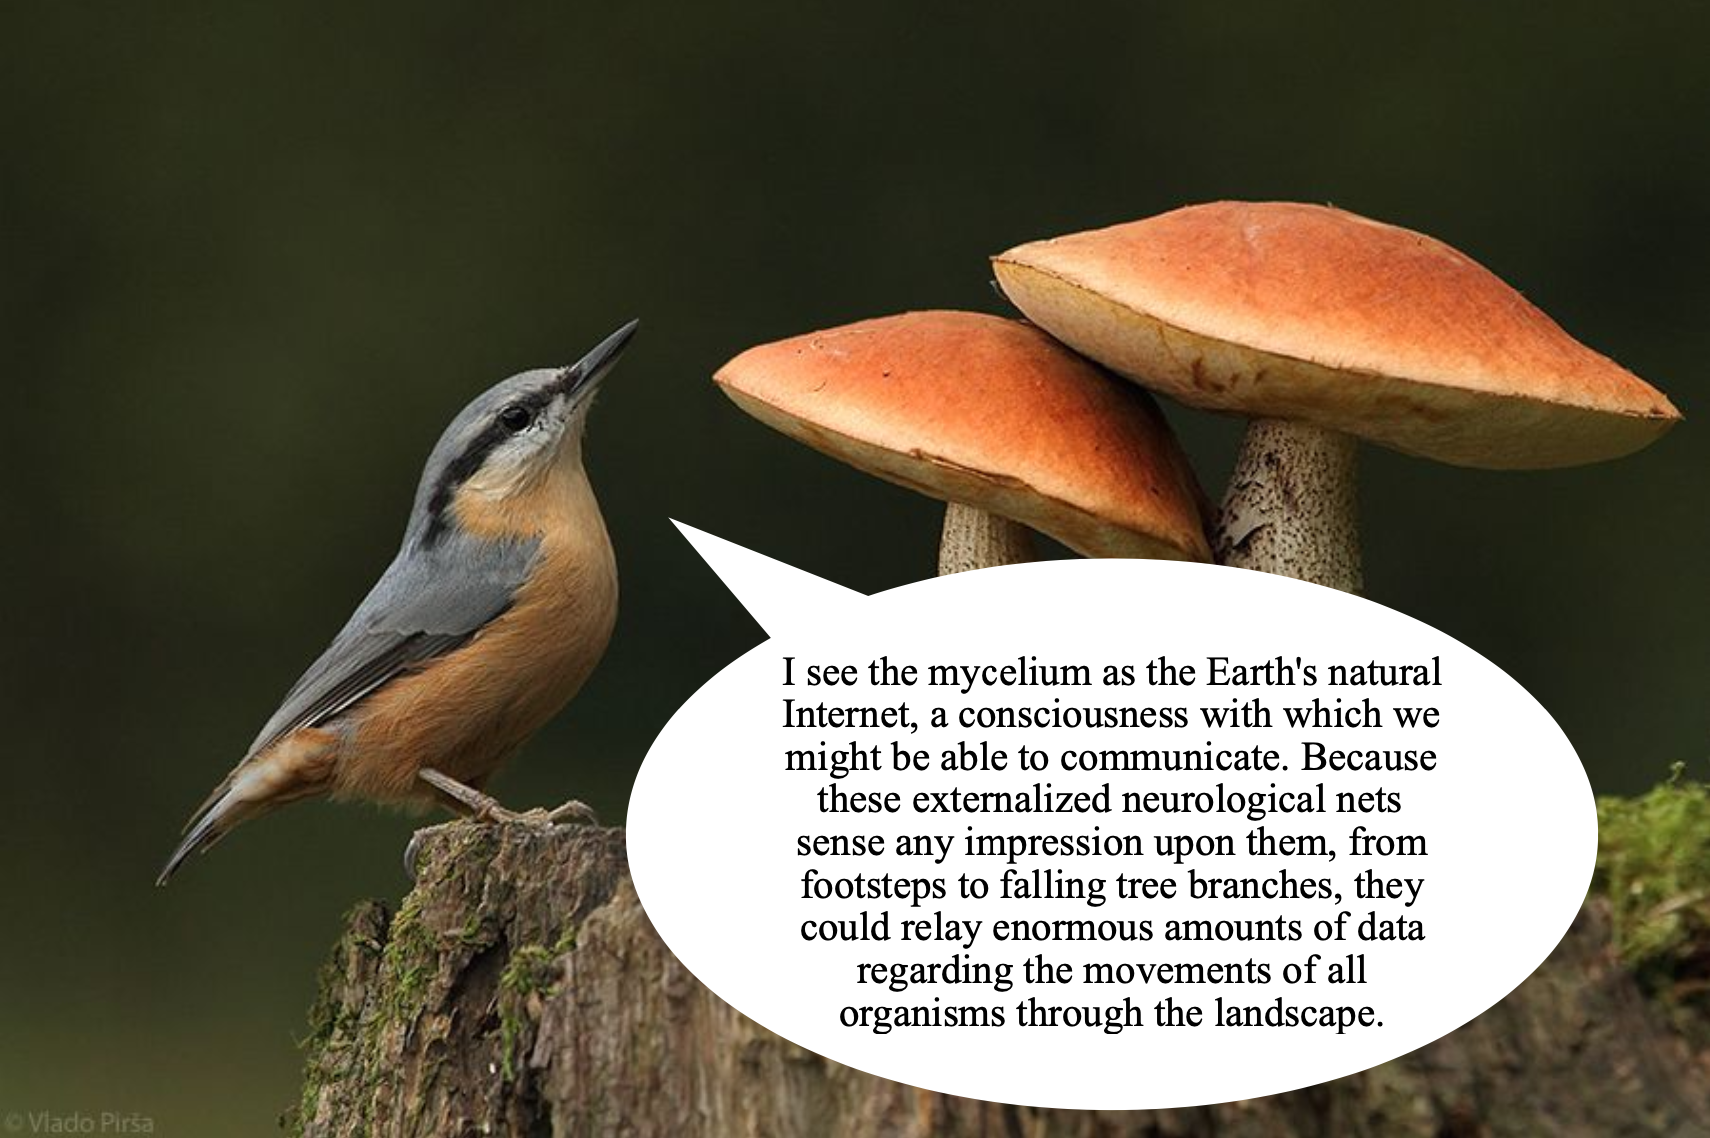 I see the mycelium as the Earth's natural
Internet, a consciousness with which we
might be able to communicate. Because
these externalized neurological nets
sense any impression upon them, from
footsteps to falling tree branches, they
could relay enormous amounts of data
regarding the movements of all
organisms through the landscape.
© Vlado Pirša